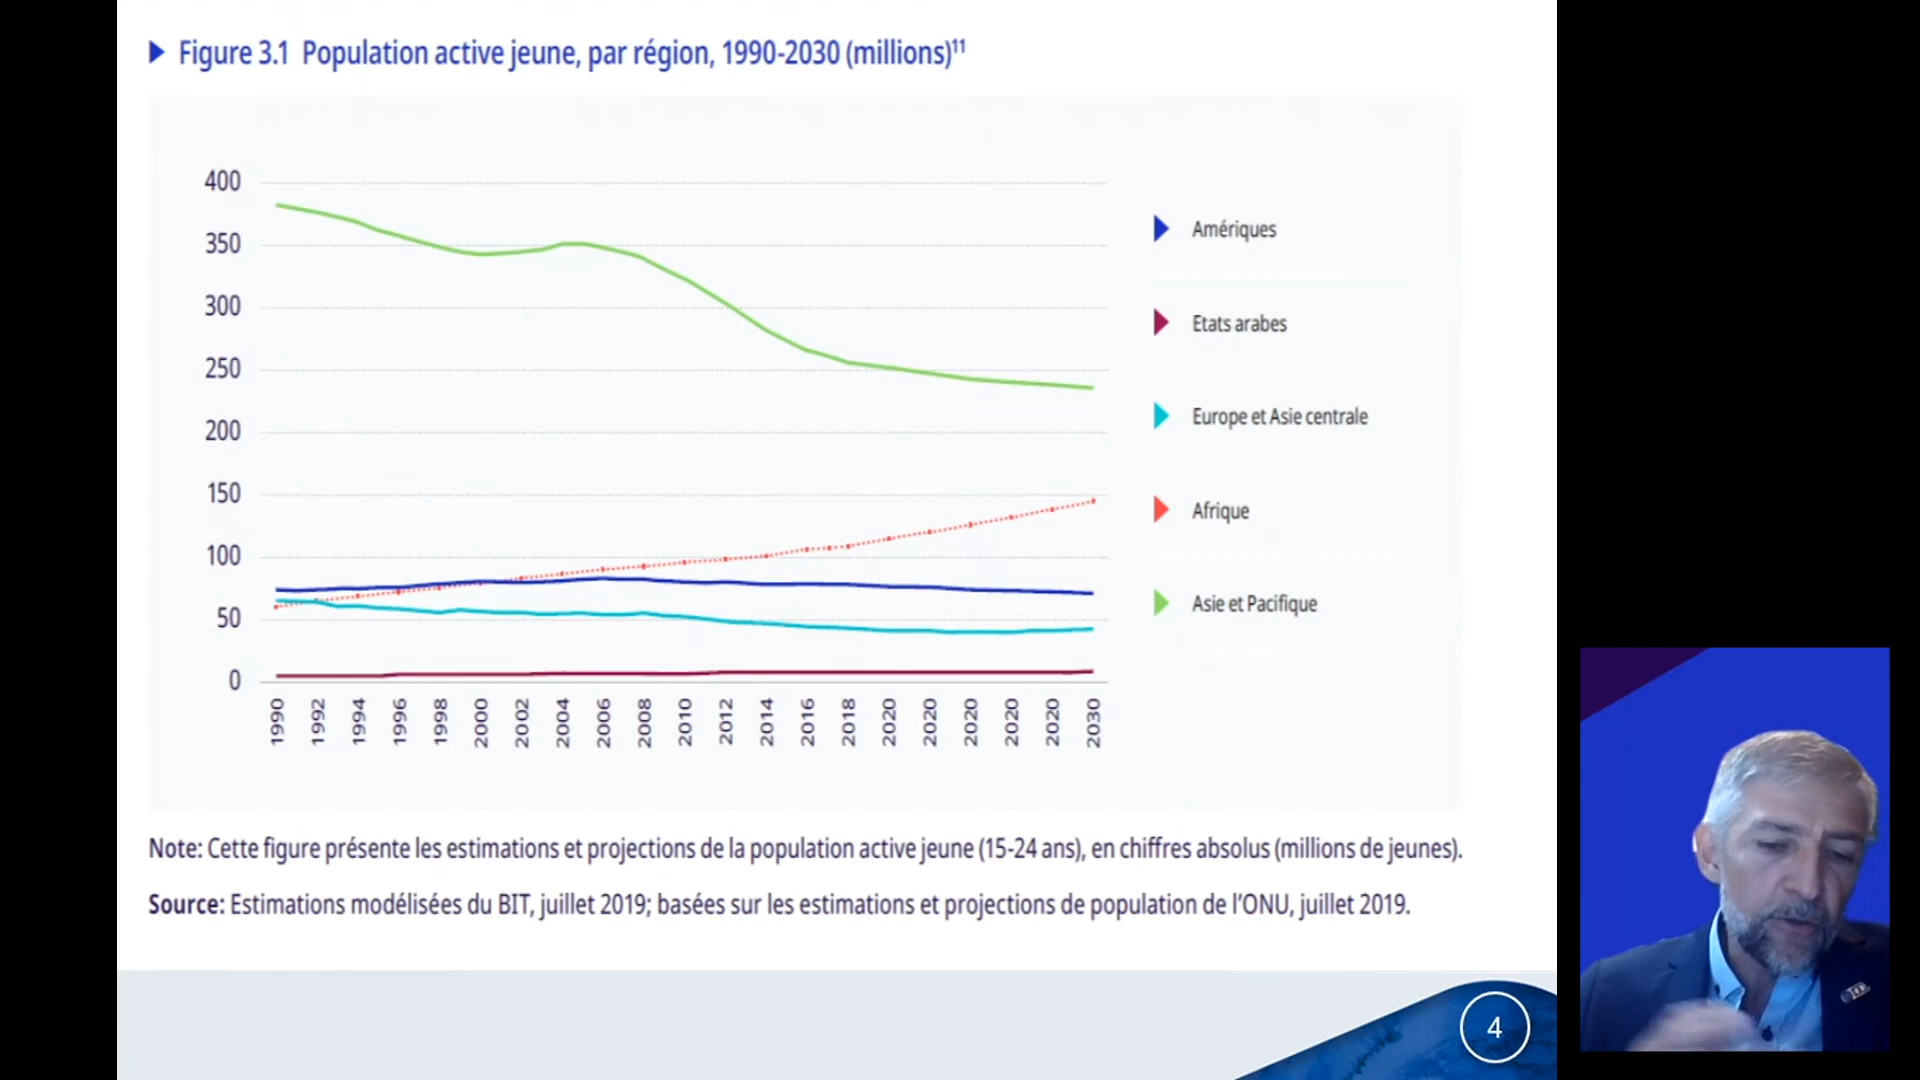 Figure 3.1 Population active jeune, par région, 1990-2030 (millions)¹¹
400
350
300
250
200
150
100
50
0
1990 1992 1994 1996 1998 2000 2002 2004 2006 2008 2010 2012 2014 2016 2018 2020 2020 2020 2020 2020 2030
Amériques
Etats arabes
Europe et Asie centrale
Afrique
Asie et Pacifique
Note: Cette figure présente les estimations et projections de la population active jeune (15-24 ans), en chiffres absolus (millions de jeunes).
Source: Estimations modélisées du BIT, juillet 2019; basées sur les estimations et projections de population de l’ONU, juillet 2019.
4